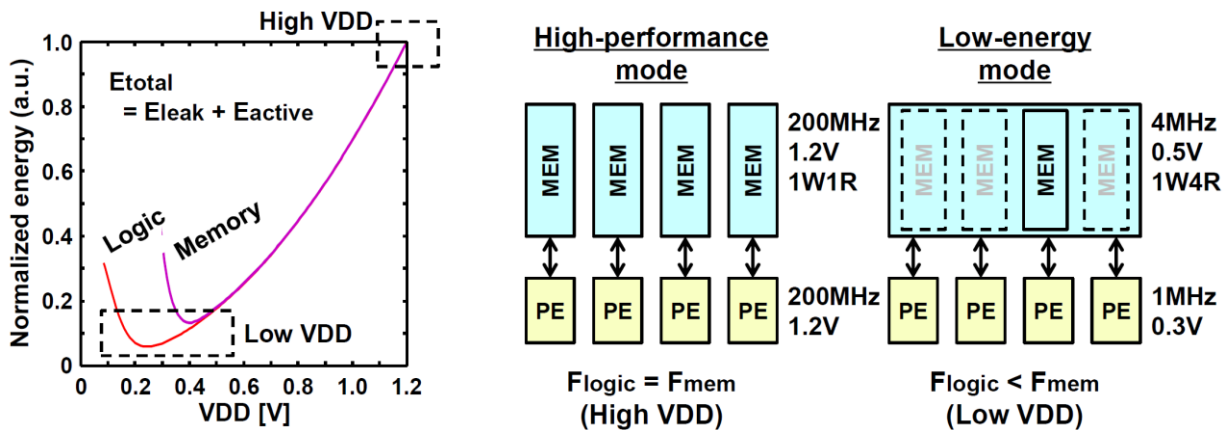 High VDD
1.0
0.8
0.6
0.4
0.2
0
Normalized energy (a.u.)
Etotal
= Eleak + Eactive
Logic
Memory
Low VDD
0
0.2
0.4
0.6
0.8
1.0
1.2
VDD [V]
High-performance
mode
MEM
MEM
MEM
MEM
200MHz
1.2V
1W1R
PE
PE
PE
PE
200MHz
1.2V
Flogic = Fmem
(High VDD)
Low-energy
mode
MEM
MEM
MEM
MEM
4MHz
0.5V
1W4R
PE
PE
PE
PE
1MHz
0.3V
Flogic < Fmem
(Low VDD)